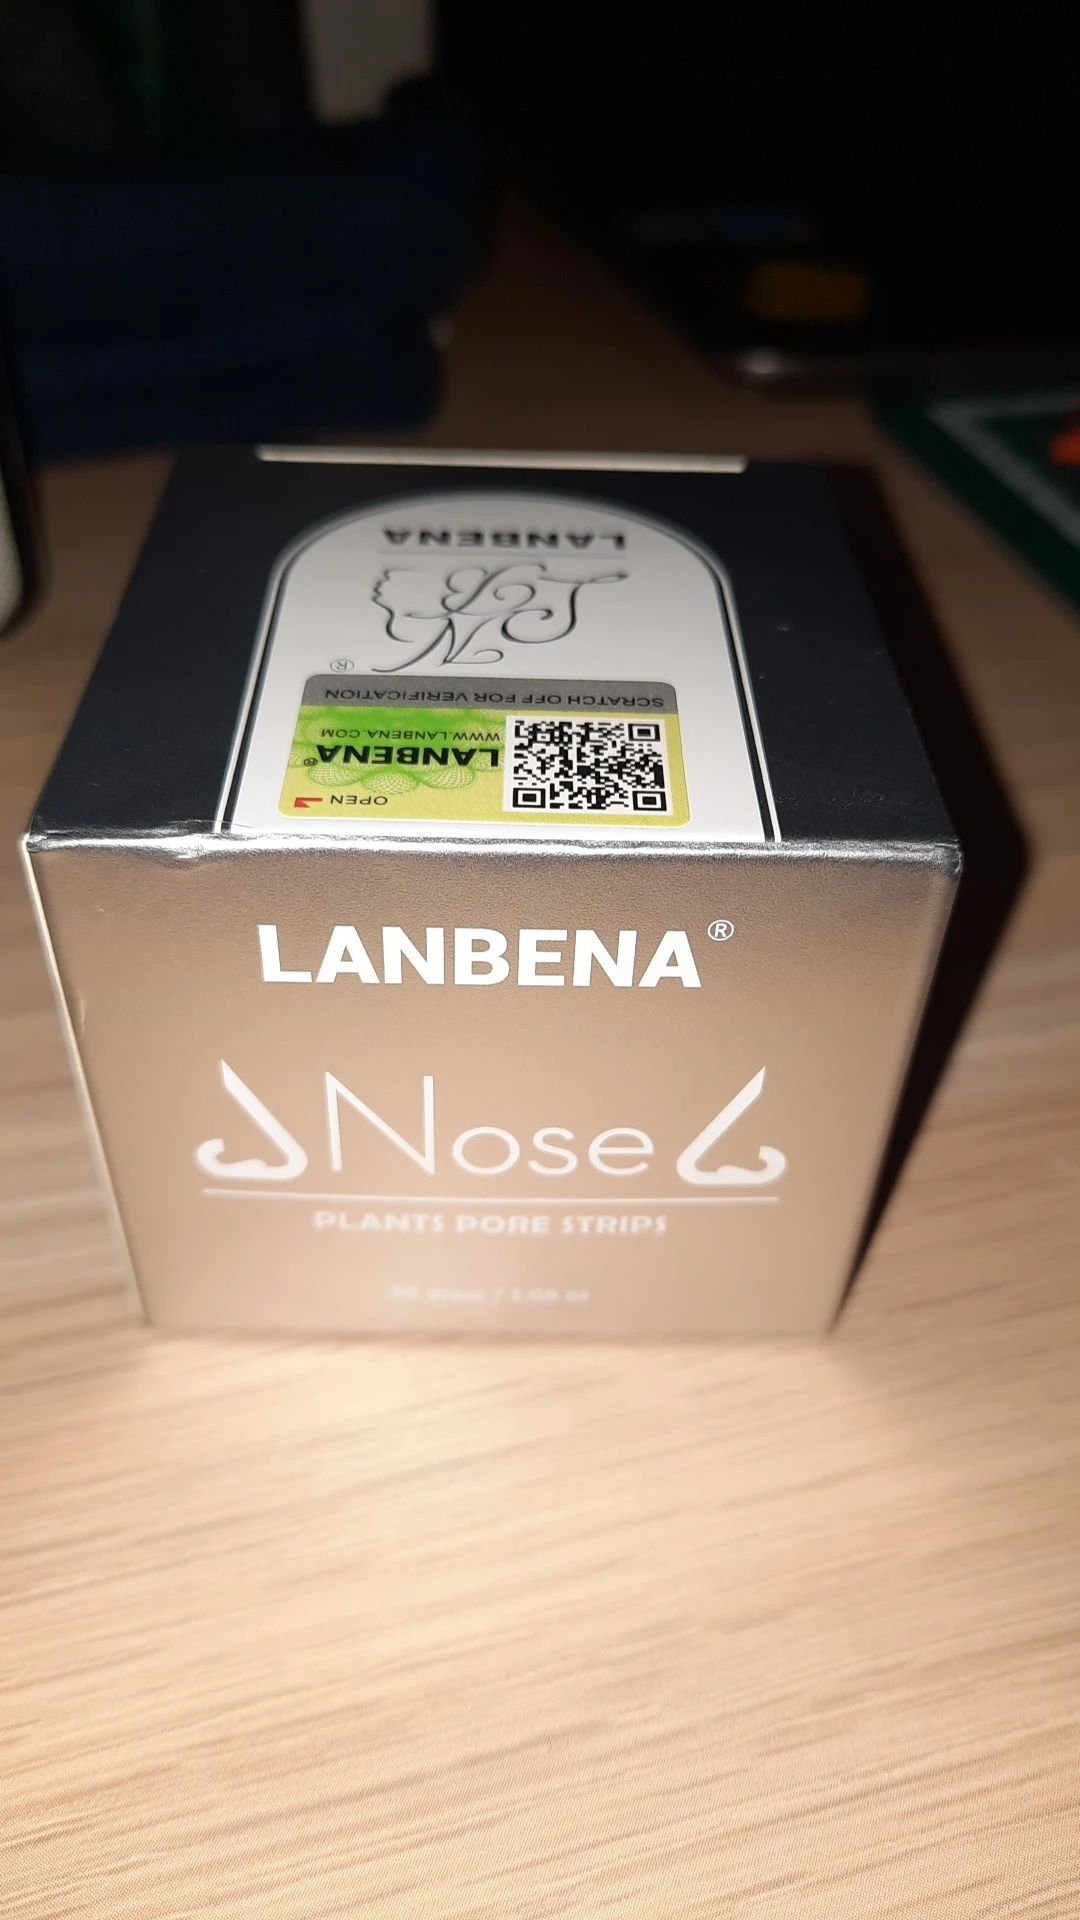 LANBENA
®
SCRATCH OFF FOR VERIFICATION
WWW.LANBENA.COM
LANBENA®
OPEN
LANBENA®
Nose
PLANTS PORE STRIPS